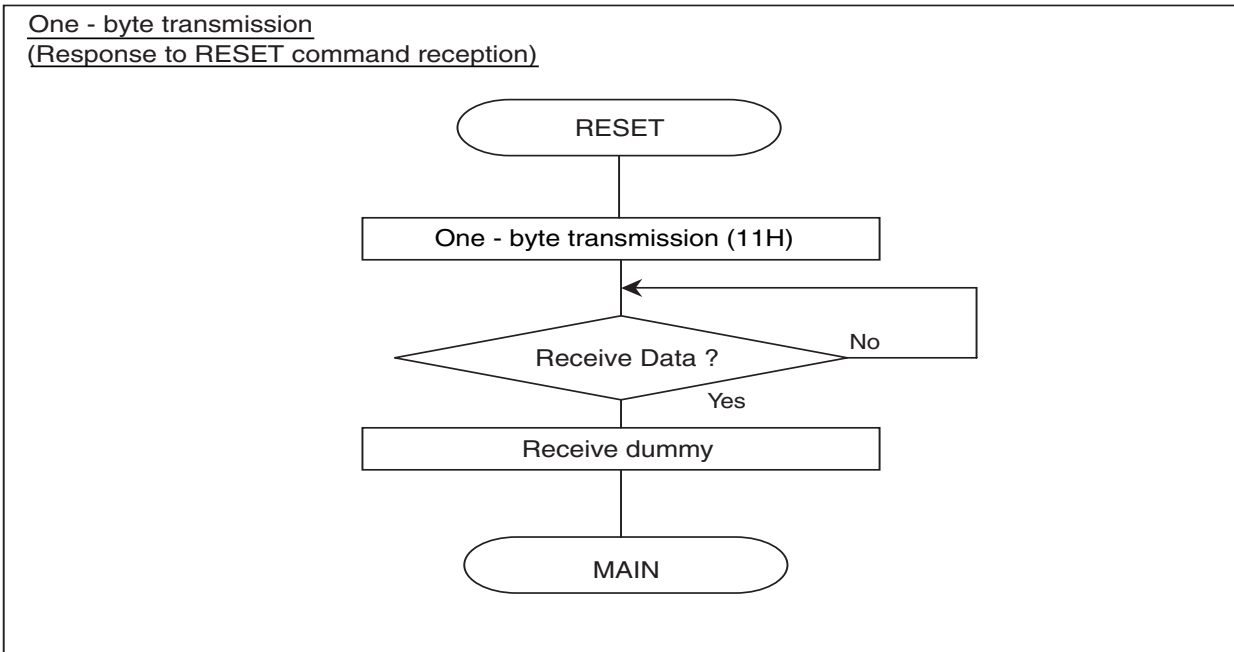 One - byte transmission
(Response to RESET command reception)
RESET
One - byte transmission (11H)
Receive Data ?
No
Yes
Receive dummy
MAIN